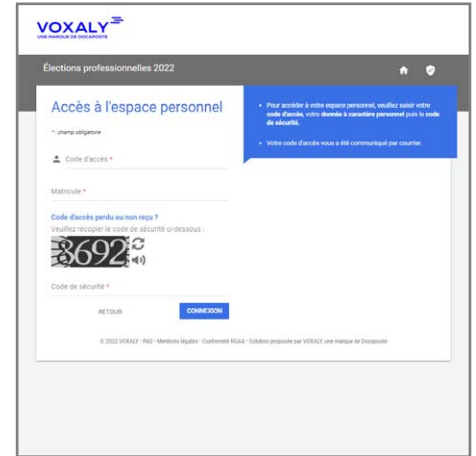 VOXALY
UNE MARQUE DE DOCAPOSTE
Élections professionnelles 2022
Accès à l'espace personnel
* : champ obligatoire
Code d'accès *
Matricule *
Code d'accès perdu ou non reçu ?
Veuillez recopier le code de sécurité ci-dessous :
8692
Code de sécurité *
RETOUR
CONNEXION
• Pour accéder à votre espace personnel, veuillez saisir votre
code d'accès, votre donnée à caractère personnel puis le code
de sécurité.
• Votre code d'accès vous a été communiqué par courrier.
© 2022 VOXALY - FAQ - Mentions légales - Conformité RGAA - Solution proposée par VOXALY, une marque de Docaposte